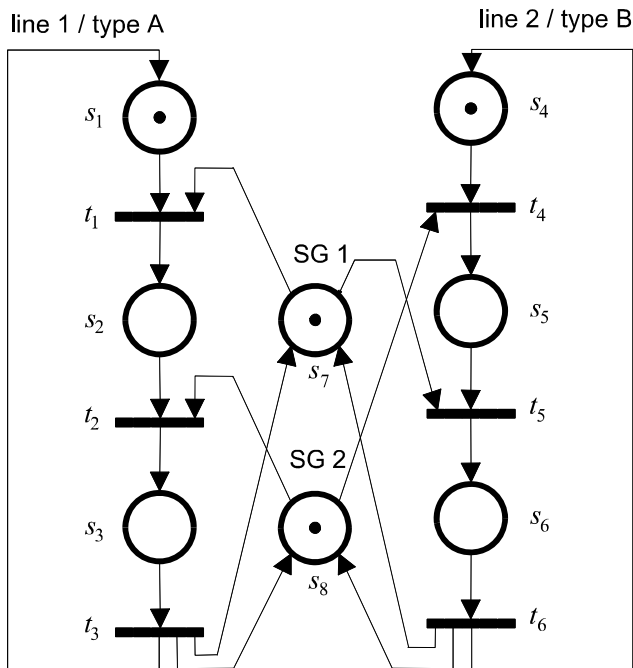 line 1 / type A
line 2 / type B
s1
s4
t1
t4
SG 1
s2
s5
s7
t2
t5
SG 2
s3
s6
s8
t3
t6